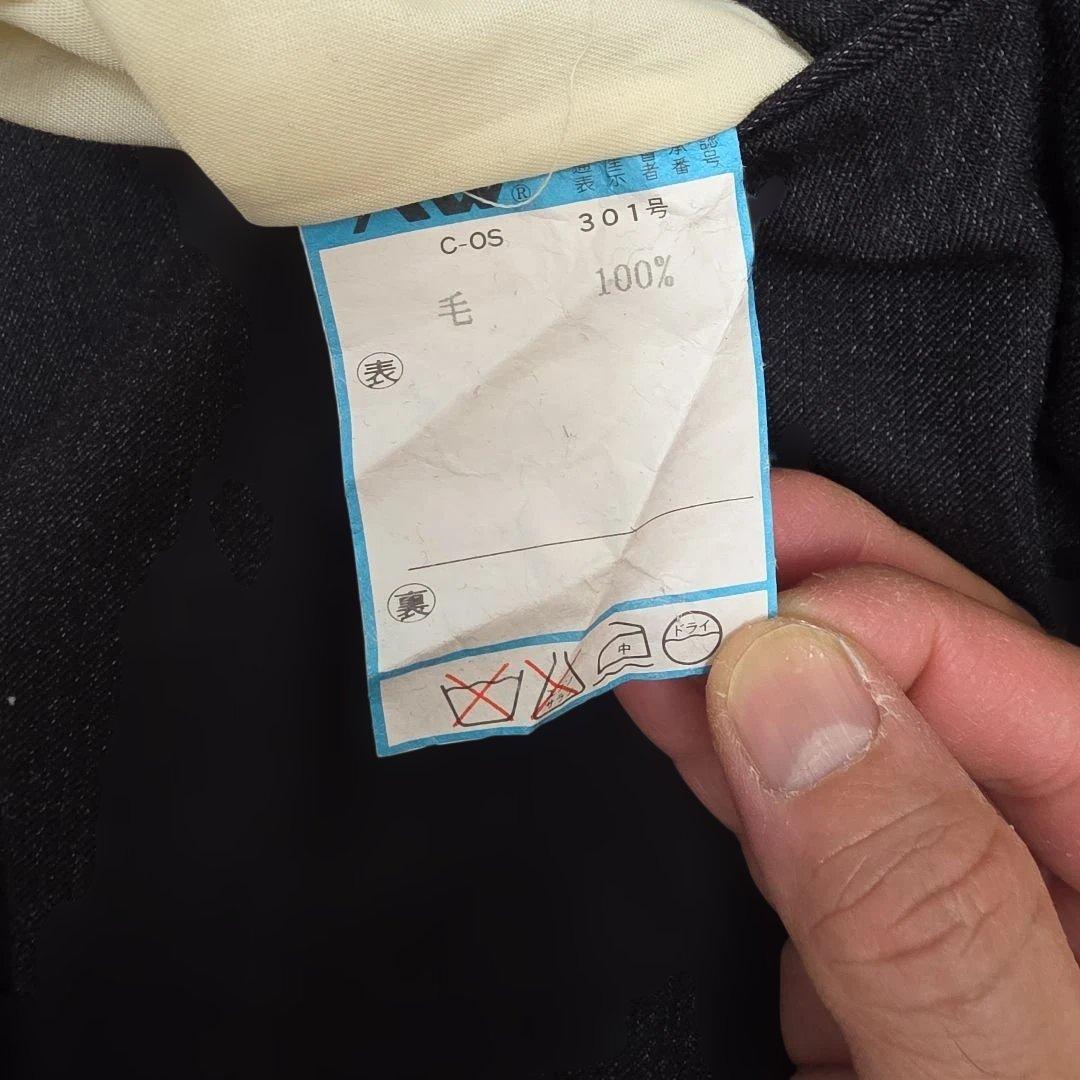 ®
C-OS 301号
毛 100%
表
裏
中 ドライ